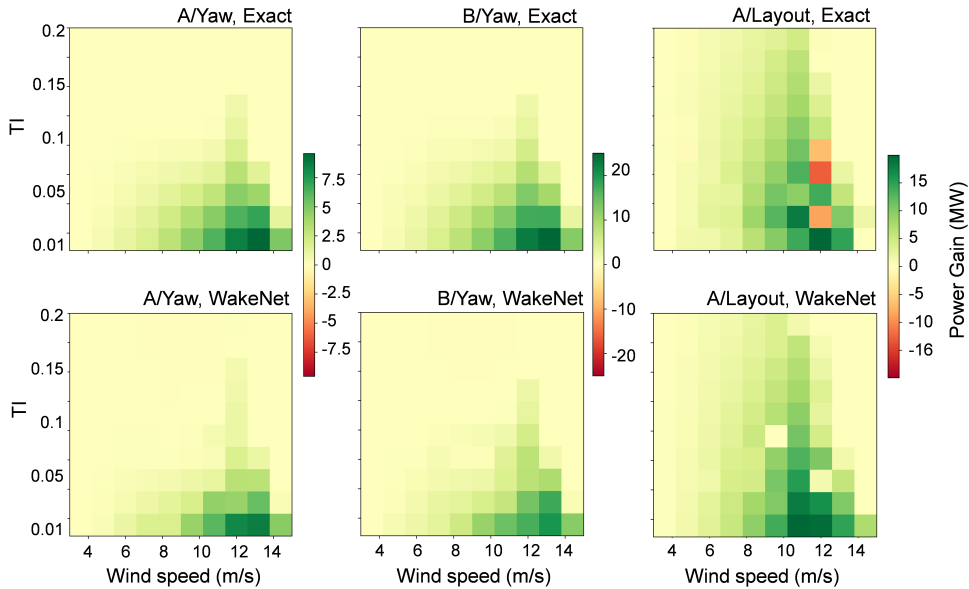 A/Yaw, Exact
B/Yaw, Exact
A/Layout, Exact
0.2
0.15
0.1
0.05
0.01
TI
7.5
5
2.5
0
-2.5
-5
-7.5
20
10
0
-10
-20
15
10
5
0
-5
-10
-16
Power Gain (MW)
A/Yaw, WakeNet
B/Yaw, WakeNet
A/Layout, WakeNet
0.2
0.15
0.1
0.05
0.01
TI
4 6 8 10 12 14
4 6 8 10 12 14
4 6 8 10 12 14
Wind speed (m/s)
Wind speed (m/s)
Wind speed (m/s)